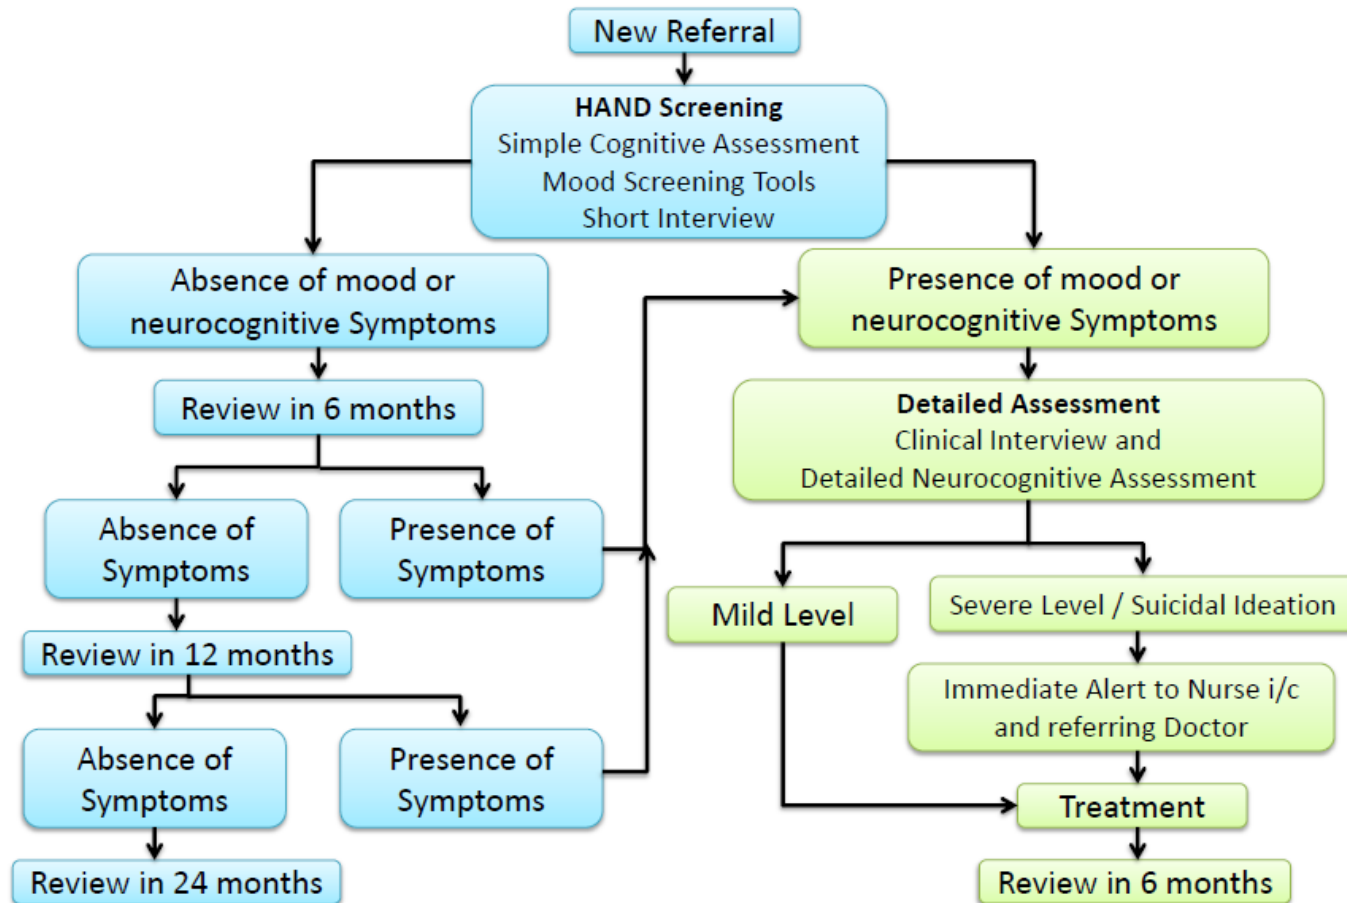 New Referral
HAND Screening
Simple Cognitive Assessment
Mood Screening Tools
Short Interview
Absence of mood or
neurocognitive Symptoms
Presence of mood or
neurocognitive Symptoms
Review in 6 months
Detailed Assessment
Clinical Interview and
Detailed Neurocognitive Assessment
Absence of
Symptoms
Presence of
Symptoms
Mild Level
Severe Level / Suicidal Ideation
Review in 12 months
Immediate Alert to Nurse i/c
and referring Doctor
Absence of
Symptoms
Presence of
Symptoms
Treatment
Review in 24 months
Review in 6 months